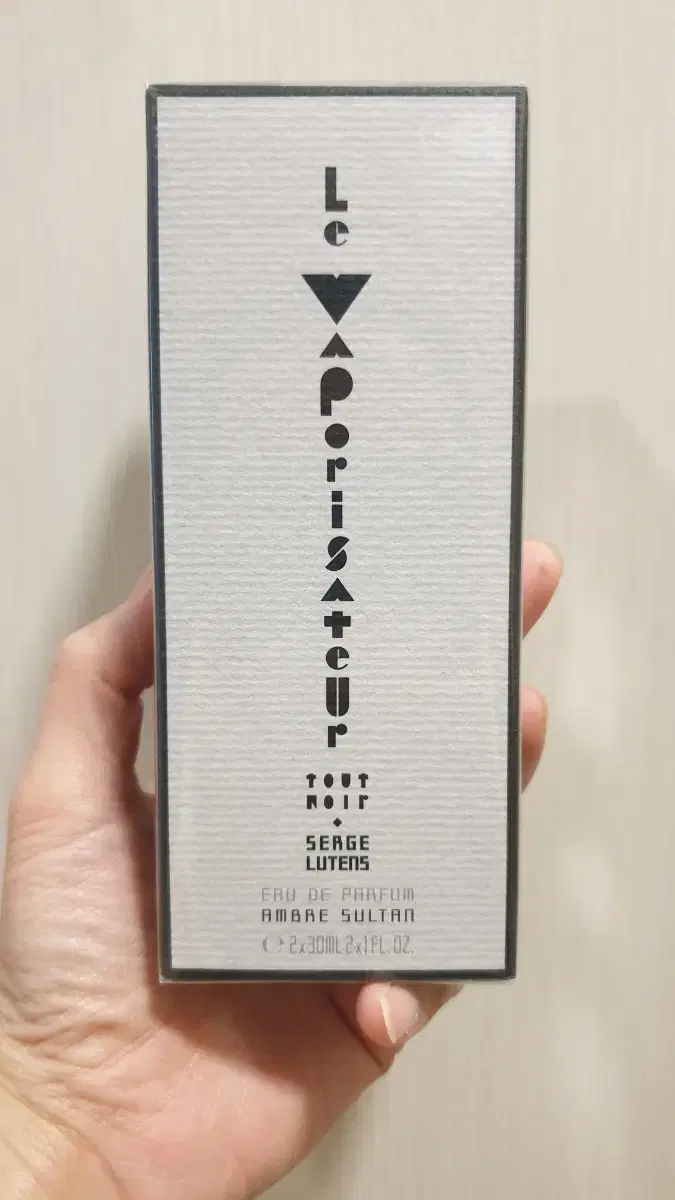 Le Vaporisateur
TOUT
NOIR
SERGE
LUTENS
EAU DE PARFUM
AMBRE SULTAN
2x30ML 2x1FL.OZ.